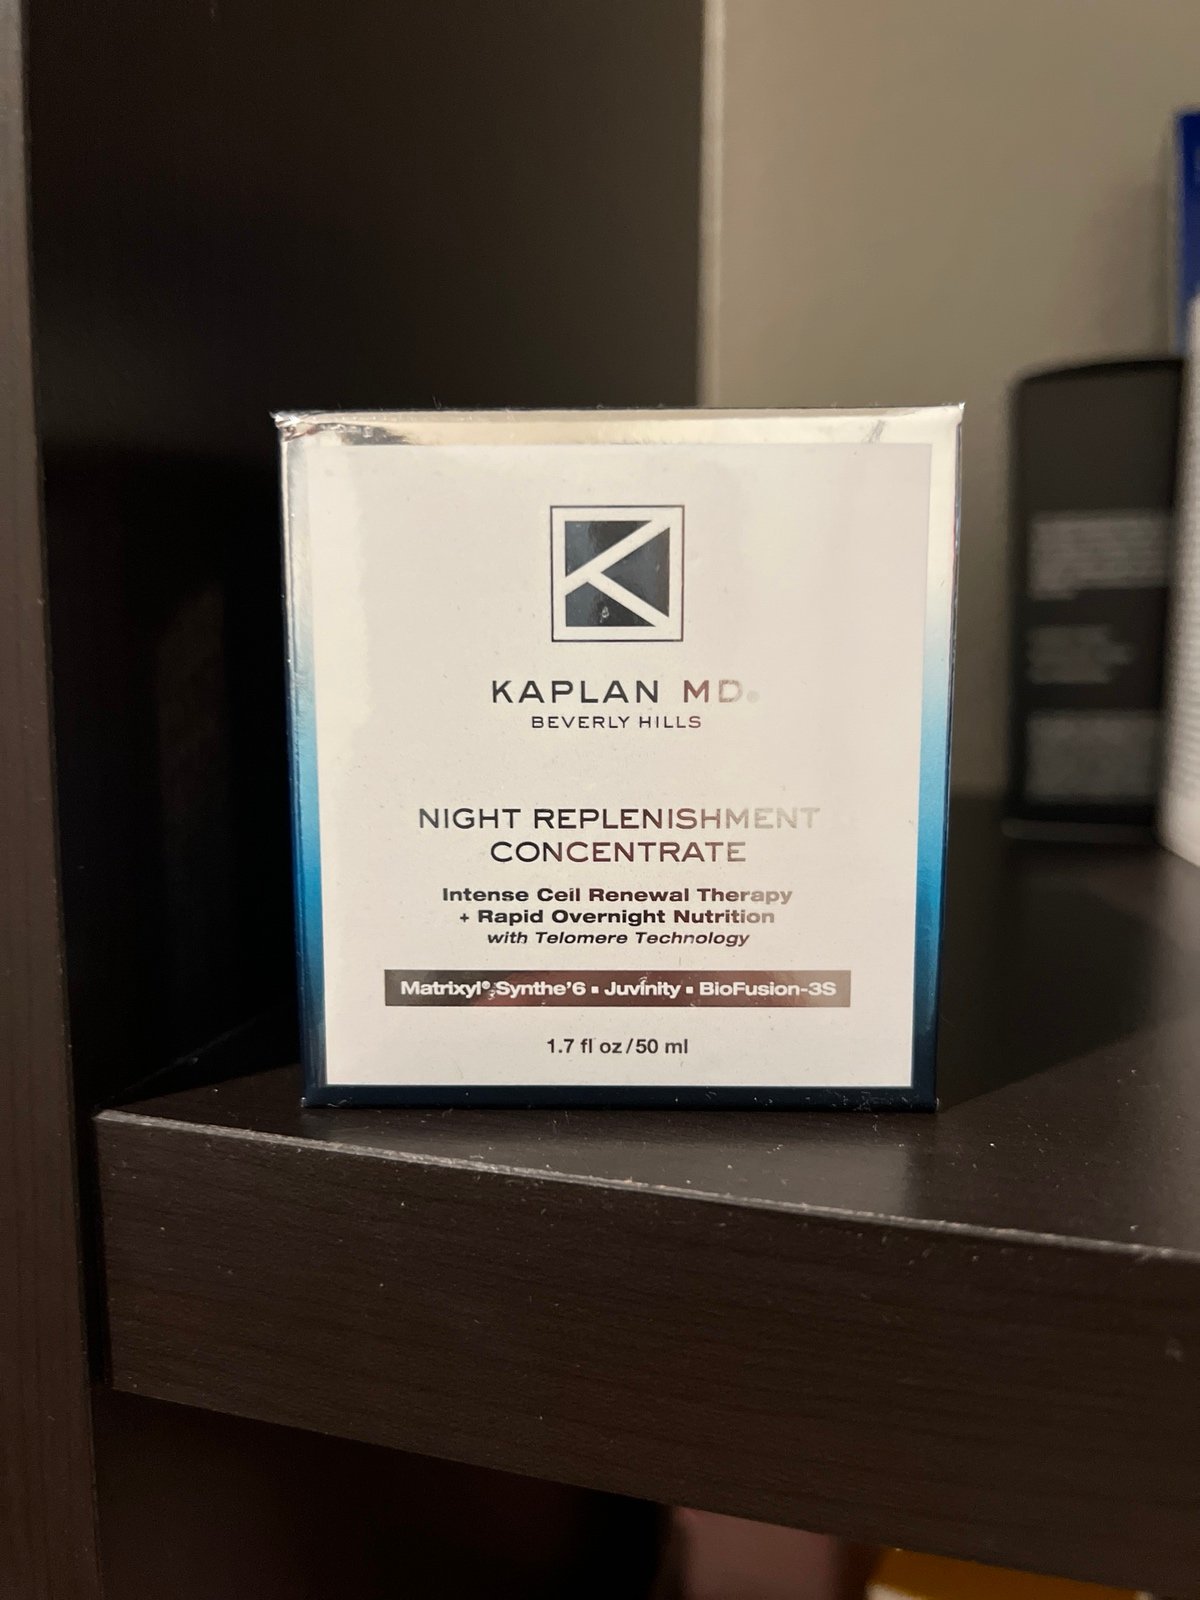 K
KAPLAN MD®
BEVERLY HILLS
NIGHT REPLENISHMENT
CONCENTRATE
Intense Cell Renewal Therapy
+ Rapid Overnight Nutrition
with Telomere Technology
Matrixyl® Synthe'6 ▪ Juvinity ▪ BioFusion-3S
1.7 fl oz/50 ml